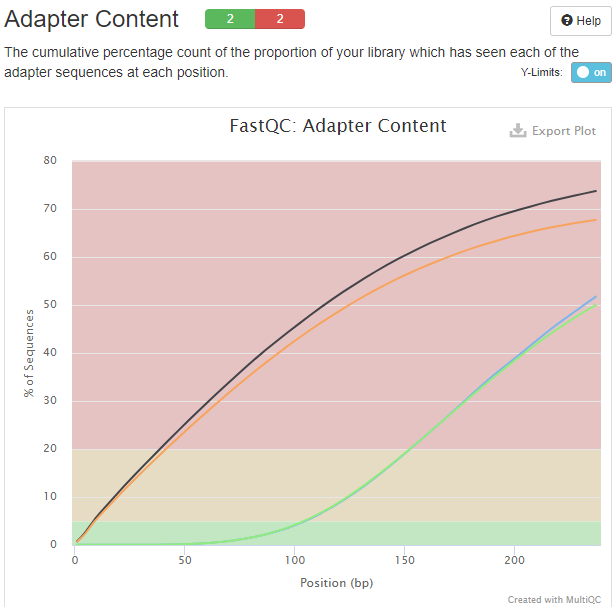 Adapter Content 2 2 Help
The cumulative percentage count of the proportion of your library which has seen each of the
adapter sequences at each position.
Y-Limits: on
FastQC: Adapter Content
Export Plot
% of Sequences
80
70
60
50
40
30
20
10
0
0 50 100 150 200
Position (bp)
Created with MultiQC